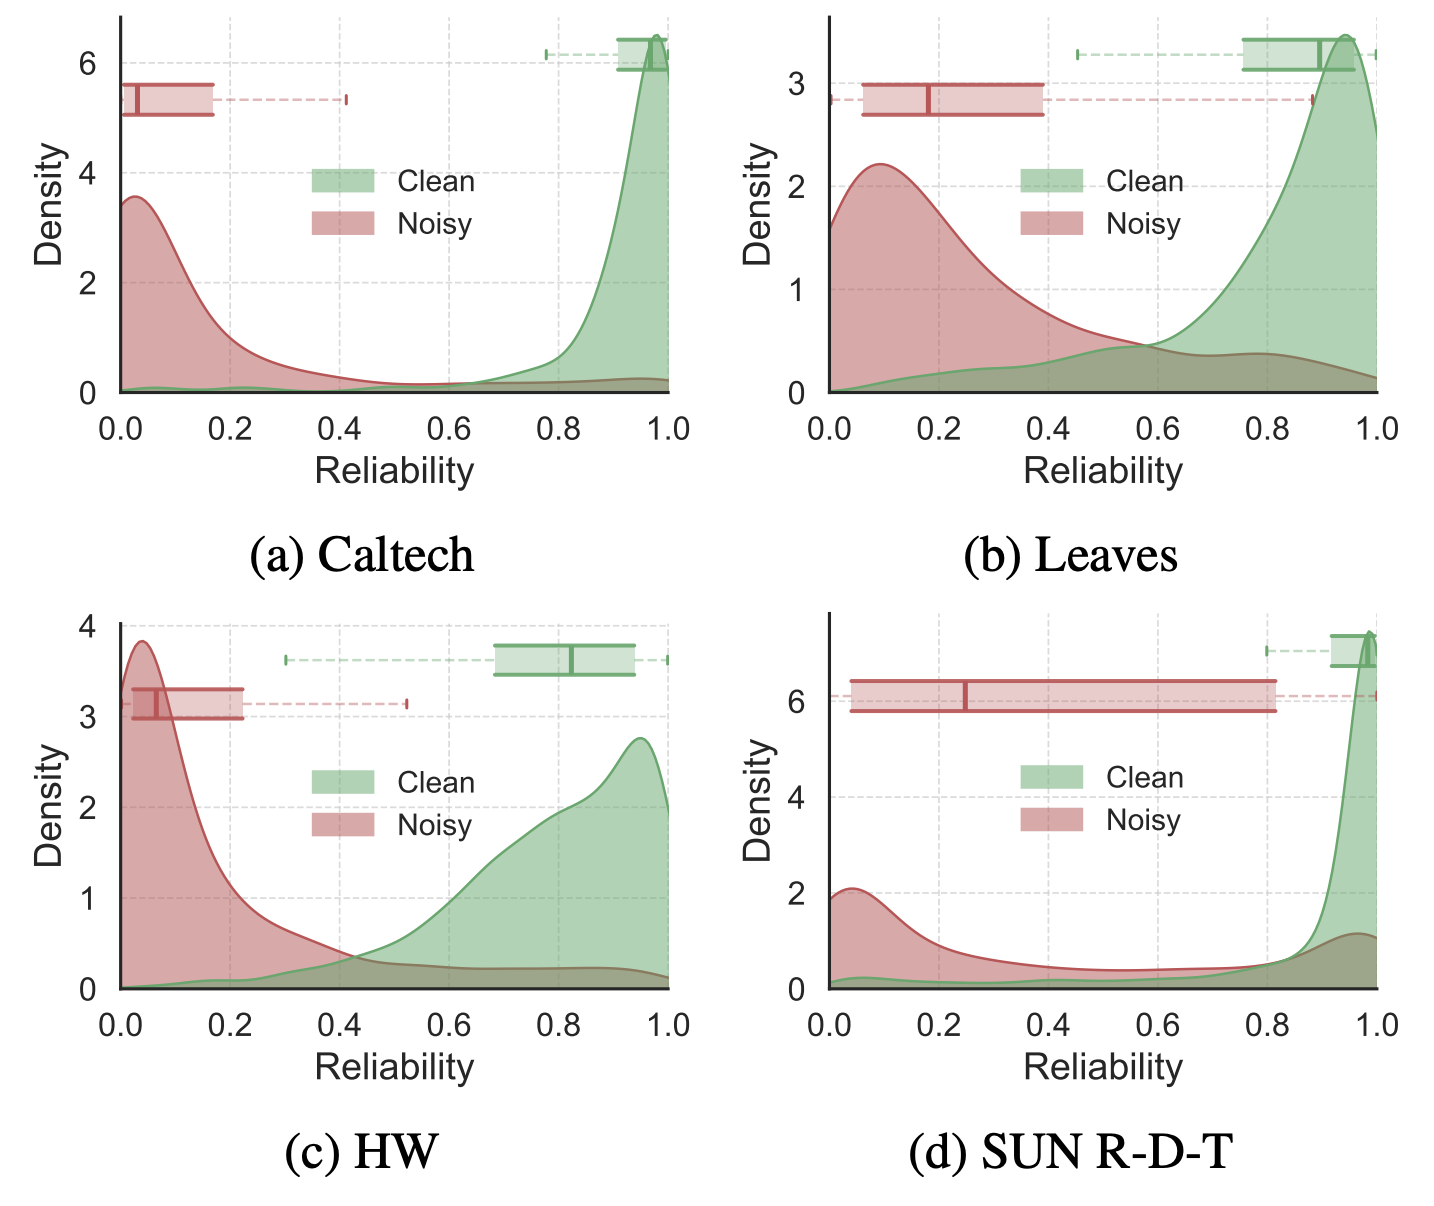 Density
6
4
2
0
Clean
Noisy
0.0 0.2 0.4 0.6 0.8 1.0
Reliability
(a) Caltech
Density
3
2
1
0
Clean
Noisy
0.0 0.2 0.4 0.6 0.8 1.0
Reliability
(b) Leaves
Density
4
3
2
1
0
Clean
Noisy
0.0 0.2 0.4 0.6 0.8 1.0
Reliability
(c) HW
Density
6
4
2
0
Clean
Noisy
0.0 0.2 0.4 0.6 0.8 1.0
Reliability
(d) SUN R-D-T